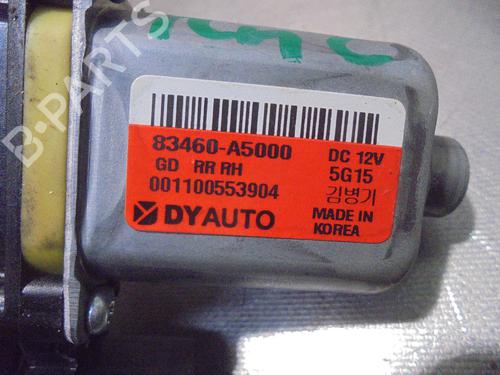 B-PARTS
83460-A5000 DC 12V
GD RR RH 5G15
001100553904 김병기
DYAUTO MADE IN
KOREA